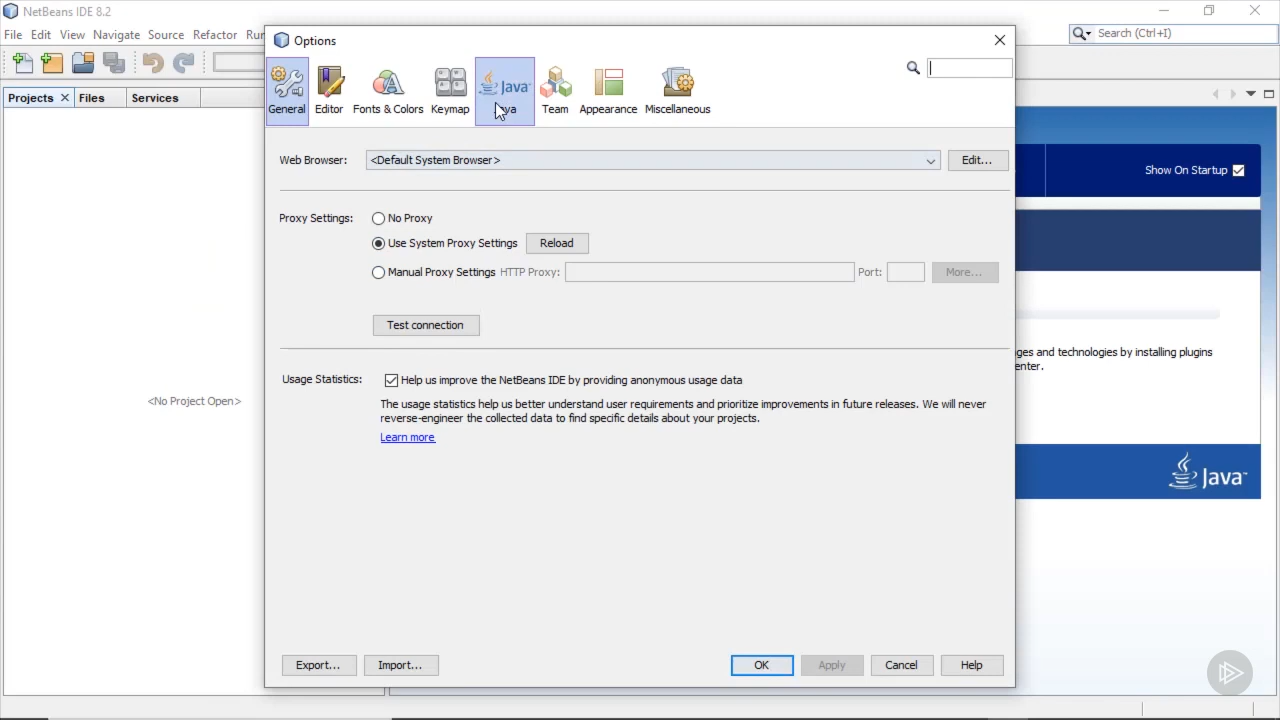 NetBeans IDE 8.2
File Edit View Navigate Source Refactor
Search (Ctrl+I)
Options
General Editor Fonts & Colors Keymap Java Team Appearance Miscellaneous
Projects Files Services
Web Browser: <Default System Browser> Edit...
Show On Startup
Proxy Settings: No Proxy
Use System Proxy Settings Reload
Manual Proxy Settings HTTP Proxy: Port: More...
Test connection
ges and technologies by installing plugins
enter.
Usage Statistics: Help us improve the NetBeans IDE by providing anonymous usage data
<No Project Open>
The usage statistics help us better understand user requirements and prioritize improvements in future releases. We will never
reverse-engineer the collected data to find specific details about your projects.
Learn more
Java™
Export... Import... OK Apply Cancel Help